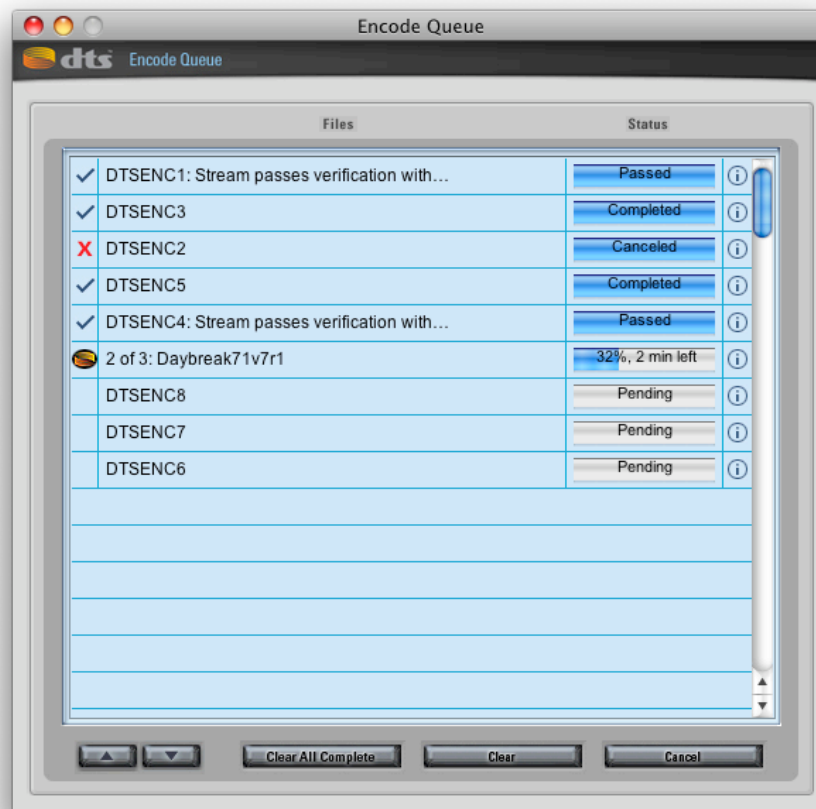 Encode Queue
dts Encode Queue
Files Status
DTSENC1: Stream passes verification with… Passed
DTSENC3 Completed
X DTSENC2 Canceled
DTSENC5 Completed
DTSENC4: Stream passes verification with… Passed
2 of 3: Daybreak71v7r1 32%, 2 min left
DTSENC8 Pending
DTSENC7 Pending
DTSENC6 Pending
Clear All Complete Clear Cancel